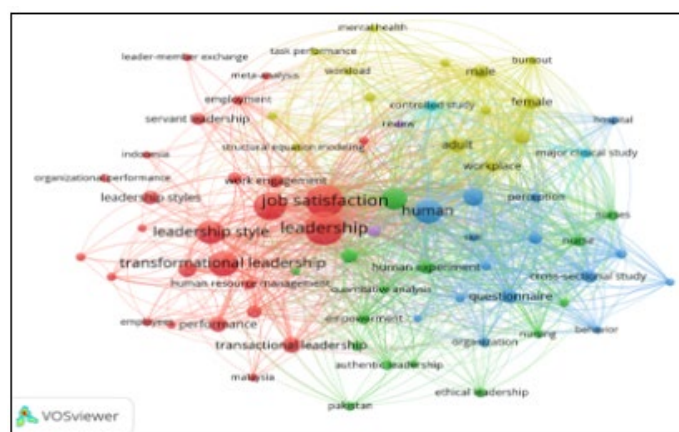 mental health
leader-member exchange
task performance
burnout
meta-analysis
workload
male
employment
controlled study
female
servant leadership
review
hospital
structural equation modeling
adult
indonesia
major clinical study
workplace
organizational performance
work engagement
leadership styles
job satisfaction
perception
human
leadership style
leadership
nurses
nurse
transformational leadership
human experiment
cross-sectional study
human resource management
quantitative analysis
questionnaire
employees
performance
empowerment
nursing
behavior
transactional leadership
organization
malaysia
authentic leadership
ethical leadership
pakistan
VOSviewer